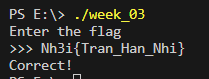 PS E:\> ./week_03
Enter the flag
>>> Nh3i{Tran_Han_Nhi}
Correct!